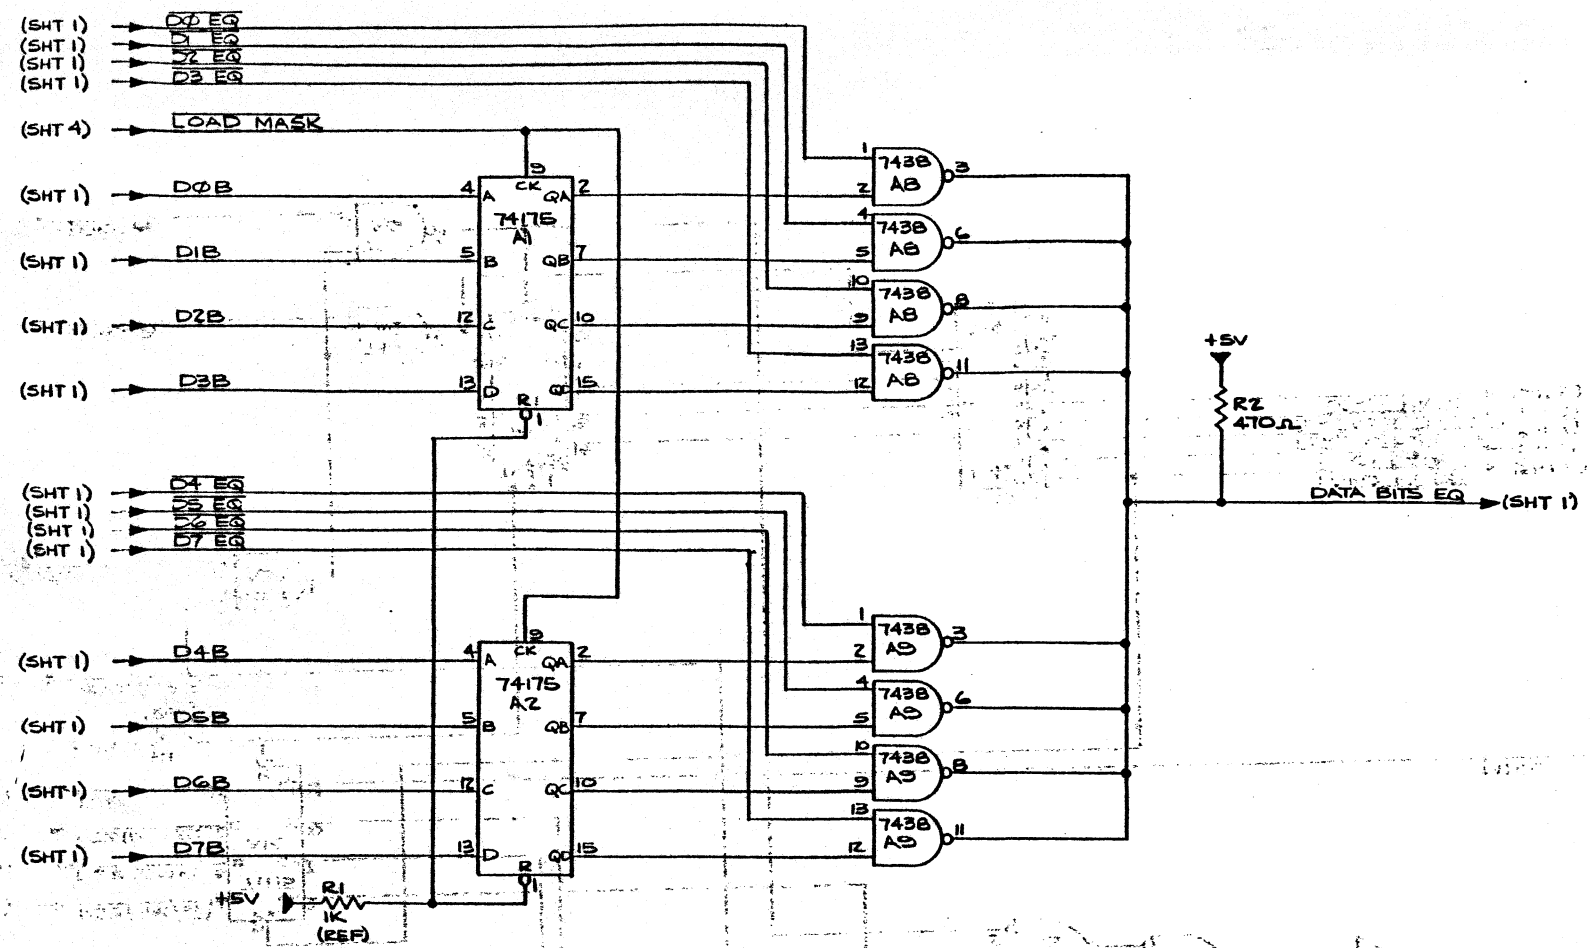 (SHT 1) D0 EQ
(SHT 1) D1 EQ
(SHT 1) D2 EQ
(SHT 1) D3 EQ
(SHT 4) LOAD MASK
(SHT 1) D0B
(SHT 1) D1B
(SHT 1) D2B
(SHT 1) D3B
9
CK
4 A QA 2
74175
A1
5 B QB 7
12 C QC 10
13 D QD 15
R
1
1 7438 3
2 A8
4 7438 6
5 A8
10 7438 8
9 A8
13 7438 11
12 A8
+5V
R2
470Ω
DATA BITS EQ (SHT 1)
(SHT 1) D4 EQ
(SHT 1) D5 EQ
(SHT 1) D6 EQ
(SHT 1) D7 EQ
(SHT 1) D4B
(SHT 1) D5B
(SHT 1) D6B
(SHT 1) D7B
9
CK
4 A QA 2
74175
A2
5 B QB 7
12 C QC 10
13 D QD 15
R
1
1 7438 3
2 A9
4 7438 6
5 A9
10 7438 8
9 A9
13 7438 11
12 A9
+5V
R1
1K
(REF)